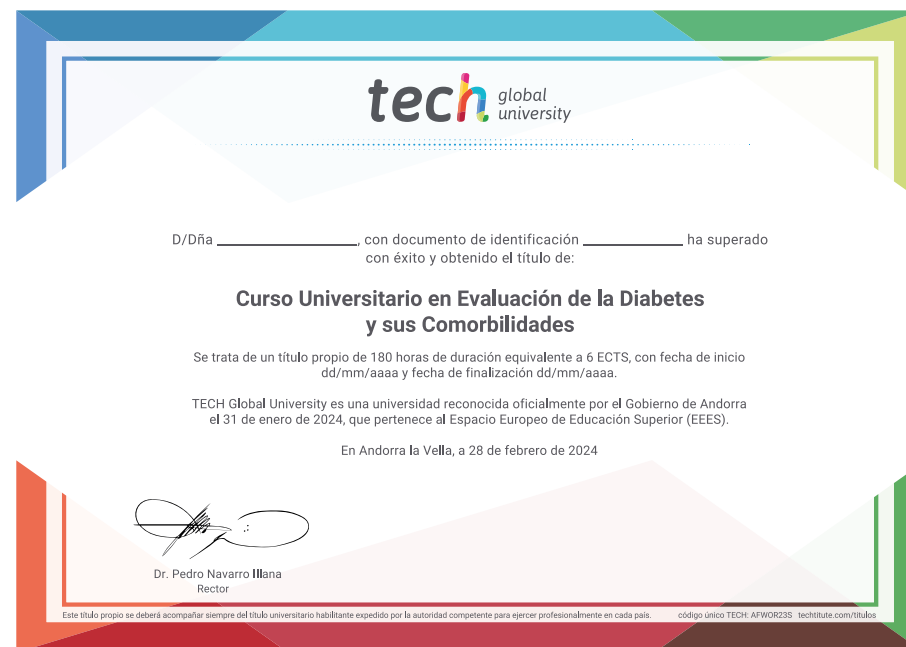 tech global
university
D/Dña ____________________, con documento de identificación ______________ ha superado
con éxito y obtenido el título de:
Curso Universitario en Evaluación de la Diabetes
y sus Comorbilidades
Se trata de un título propio de 180 horas de duración equivalente a 6 ECTS, con fecha de inicio
dd/mm/aaaa y fecha de finalización dd/mm/aaaa.
TECH Global University es una universidad reconocida oficialmente por el Gobierno de Andorra
el 31 de enero de 2024, que pertenece al Espacio Europeo de Educación Superior (EEES).
En Andorra la Vella, a 28 de febrero de 2024
Dr. Pedro Navarro Illana
Rector
Este título propio se deberá acompañar siempre del título universitario habilitante expedido por la autoridad competente para ejercer profesionalmente en cada país. código único TECH: AFWOR23S techtitute.com/titulos